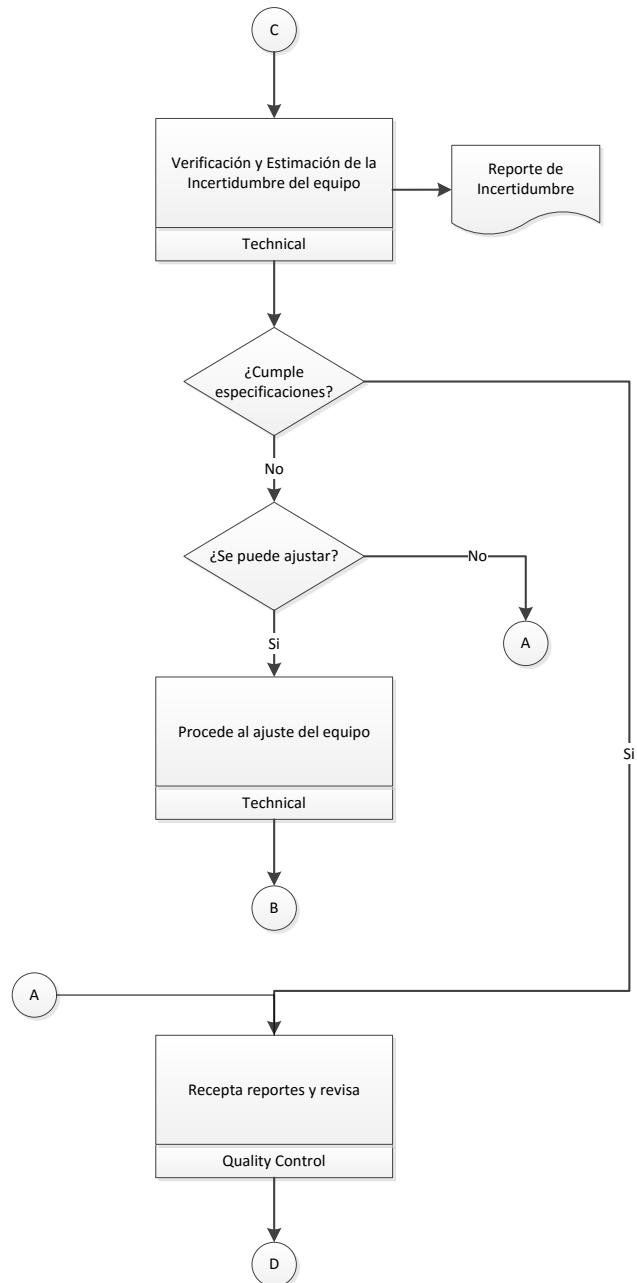 C
Verificación y Estimación de la
Incertidumbre del equipo
Technical
Reporte de
Incertidumbre
¿Cumple
especificaciones?
No
¿Se puede ajustar?
No
A
Si
Procede al ajuste del equipo
Technical
Si
B
A
Recepta reportes y revisa
Quality Control
D